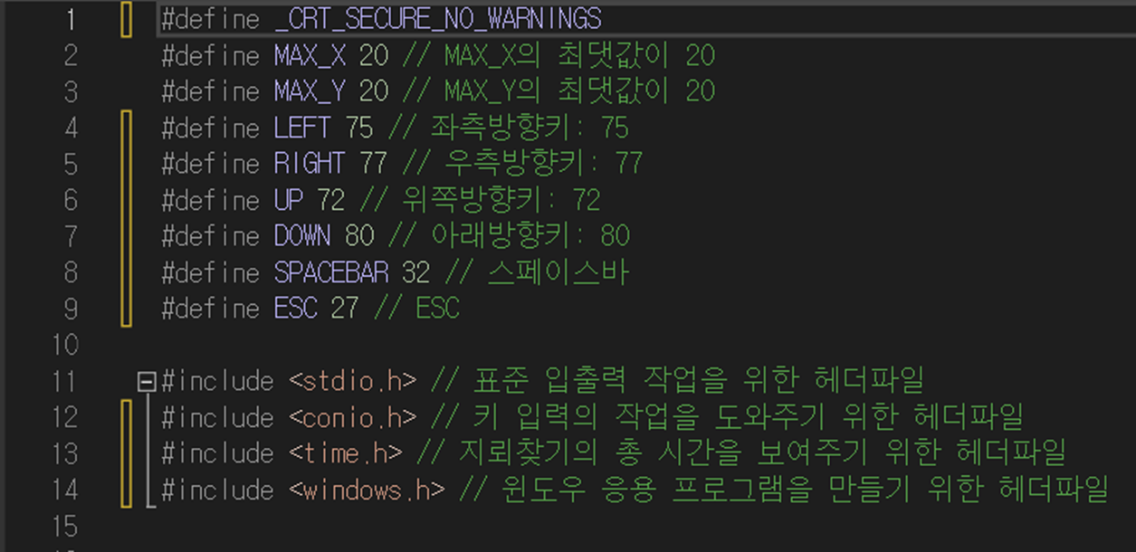 1 #define _CRT_SECURE_NO_WARNINGS
2 #define MAX_X 20 // MAX_X의 최댓값이 20
3 #define MAX_Y 20 // MAX_Y의 최댓값이 20
4 #define LEFT 75 // 좌측방향키: 75
5 #define RIGHT 77 // 우측방향키: 77
6 #define UP 72 // 위쪽방향키: 72
7 #define DOWN 80 // 아래방향키: 80
8 #define SPACEBAR 32 // 스페이스바
9 #define ESC 27 // ESC
10
11 #include <stdio.h> // 표준 입출력 작업을 위한 헤더파일
12 #include <conio.h> // 키 입력의 작업을 도와주기 위한 헤더파일
13 #include <time.h> // 지뢰찾기의 총 시간을 보여주기 위한 헤더파일
14 #include <windows.h> // 윈도우 응용 프로그램을 만들기 위한 헤더파일
15